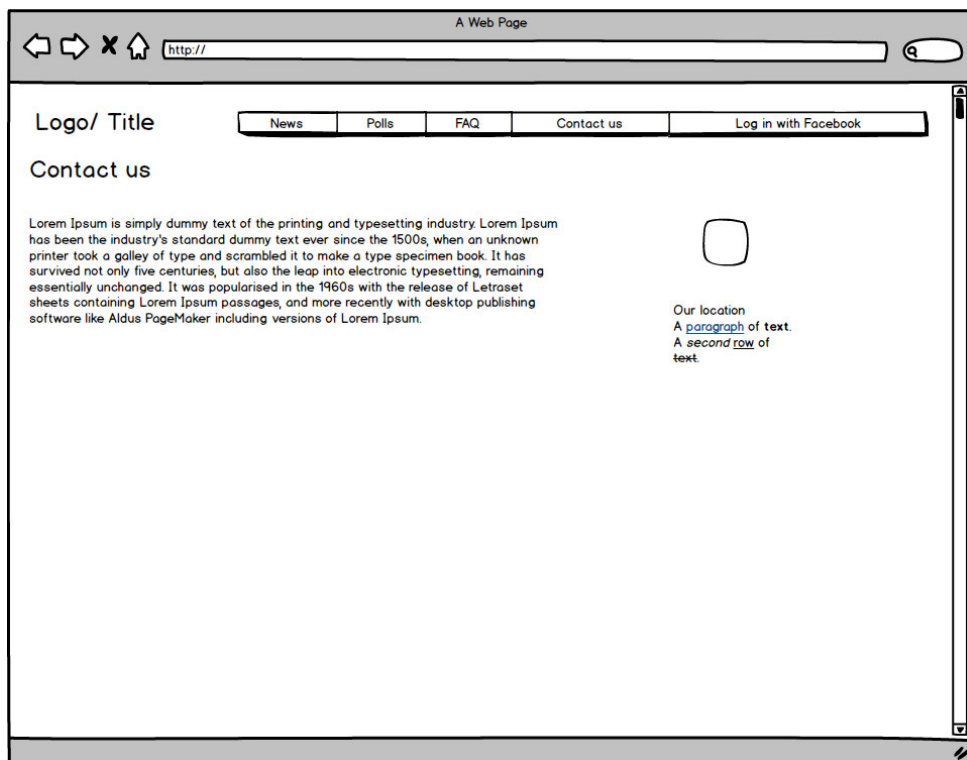 A Web Page
http://
Logo/ Title
News Polls FAQ Contact us Log in with Facebook
Contact us
Lorem Ipsum is simply dummy text of the printing and typesetting industry. Lorem Ipsum
has been the industry's standard dummy text ever since the 1500s, when an unknown
printer took a galley of type and scrambled it to make a type specimen book. It has
survived not only five centuries, but also the leap into electronic typesetting, remaining
essentially unchanged. It was popularised in the 1960s with the release of Letraset
sheets containing Lorem Ipsum passages, and more recently with desktop publishing
software like Aldus PageMaker including versions of Lorem Ipsum.
Our location
A paragraph of text.
A second row of
text.